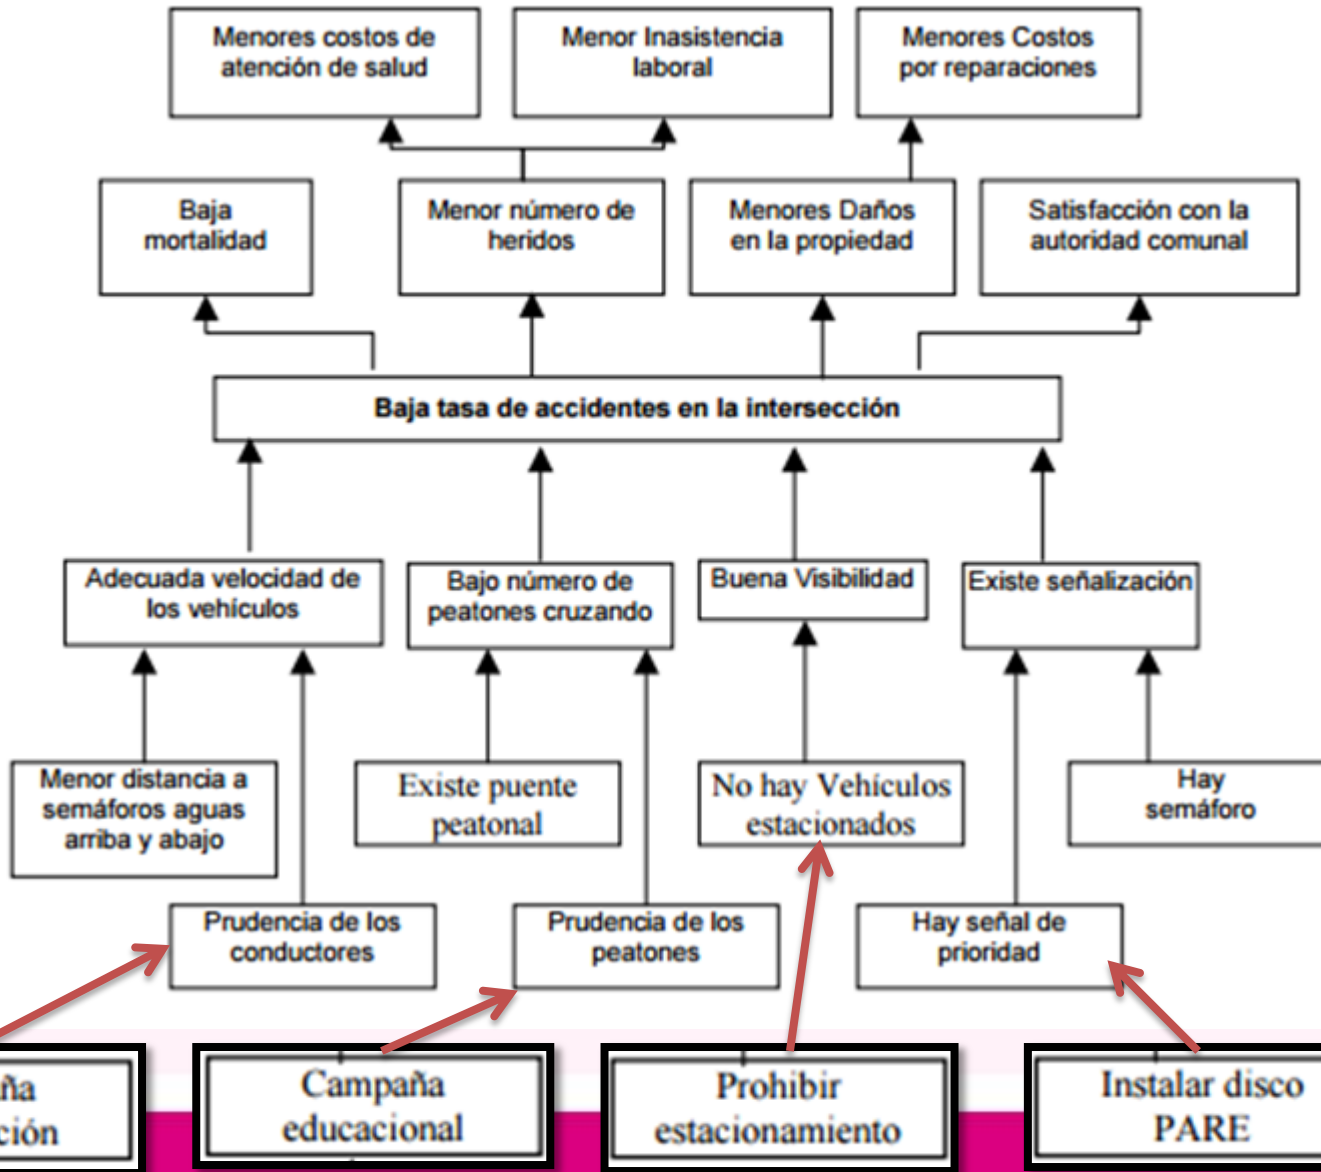 Menores costos de
atención de salud
Menor Inasistencia
laboral
Menores Costos
por reparaciones
Baja
mortalidad
Menor número de
heridos
Menores Daños
en la propiedad
Satisfacción con la
autoridad comunal
Baja tasa de accidentes en la intersección
Adecuada velocidad de
los vehículos
Bajo número de
peatones cruzando
Buena Visibilidad
Existe señalización
Menor distancia a
semáforos aguas
arriba y abajo
Existe puente
peatonal
No hay Vehículos
estacionados
Hay
semáforo
Prudencia de los
conductores
Prudencia de los
peatones
Hay señal de
prioridad
ña
ción
Campaña
educacional
Prohibir
estacionamiento
Instalar disco
PARE